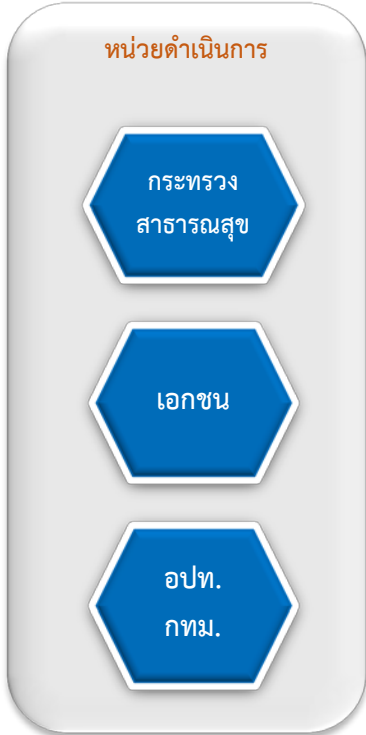 หน่วยดำเนินการ
กระทรวง
สาธารณสุข
เอกชน
อปท.
กทม.